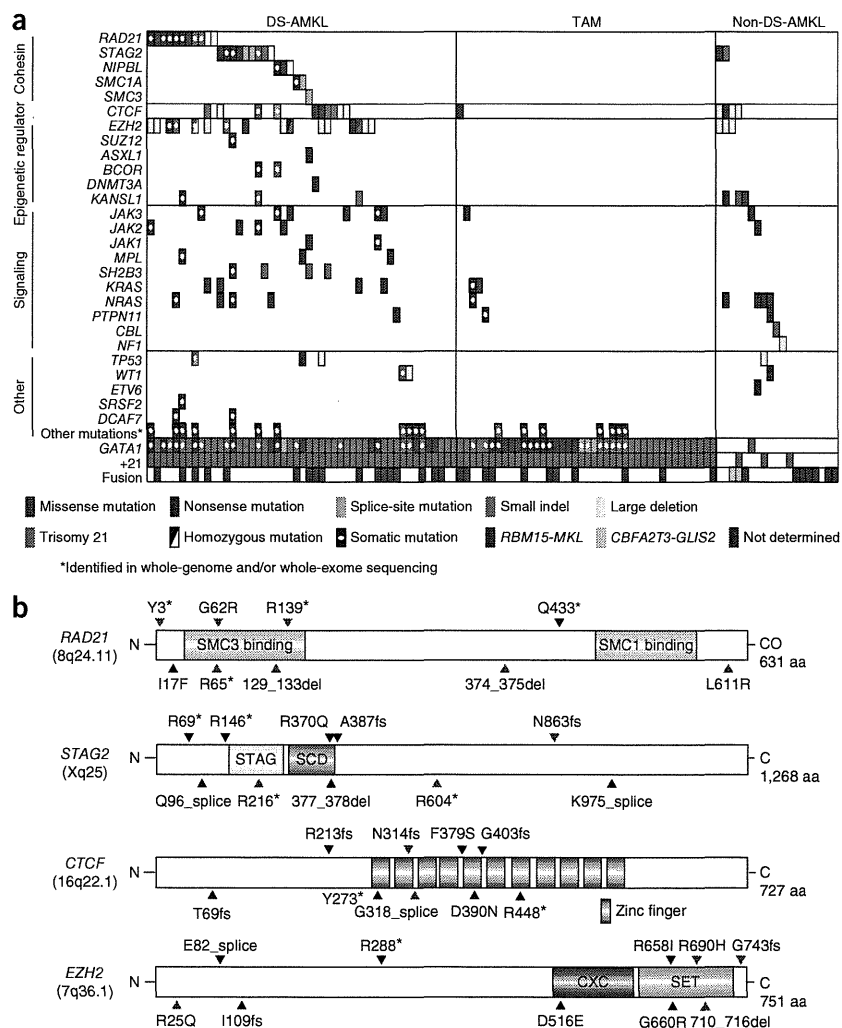 a
DS-AMKL TAM Non-DS-AMKL
Cohesin
RAD21
STAG2
NIPBL
SMC1A
SMC3
CTCF
Epigenetic regulator
EZH2
SUZ12
ASXL1
BCOR
DNMT3A
KANSL1
Signaling
JAK3
JAK2
JAK1
MPL
SH2B3
KRAS
NRAS
PTPN11
CBL
NF1
Other
TP53
WT1
ETV6
SRSF2
DCAF7
Other mutations*
GATA1
+21
Fusion
Missense mutation Nonsense mutation Splice-site mutation Small indel Large deletion
Trisomy 21 Homozygous mutation Somatic mutation RBM15-MKL CBFA2T3-GLIS2 Not determined
*Identified in whole-genome and/or whole-exome sequencing
b
Y3* G62R R139* Q433*
RAD21
(8q24.11)
N SMC3 binding SMC1 binding CO
631 aa
I17F R65* 129_133del 374_375del L611R
R69* R146* R370Q A387fs N863fs
STAG2
(Xq25)
N STAG SCD C
1,268 aa
Q96_splice R216* 377_378del R604* K975_splice
R213fs N314fs F379S G403fs
CTCF
(16q22.1)
N C
727 aa
T69fs Y273* G318_splice D390N R448*
Zinc finger
E82_splice R288* R658I R690H G743fs
EZH2
(7q36.1)
N CXC SET C
751 aa
R25Q I109fs D516E G660R 710_716del